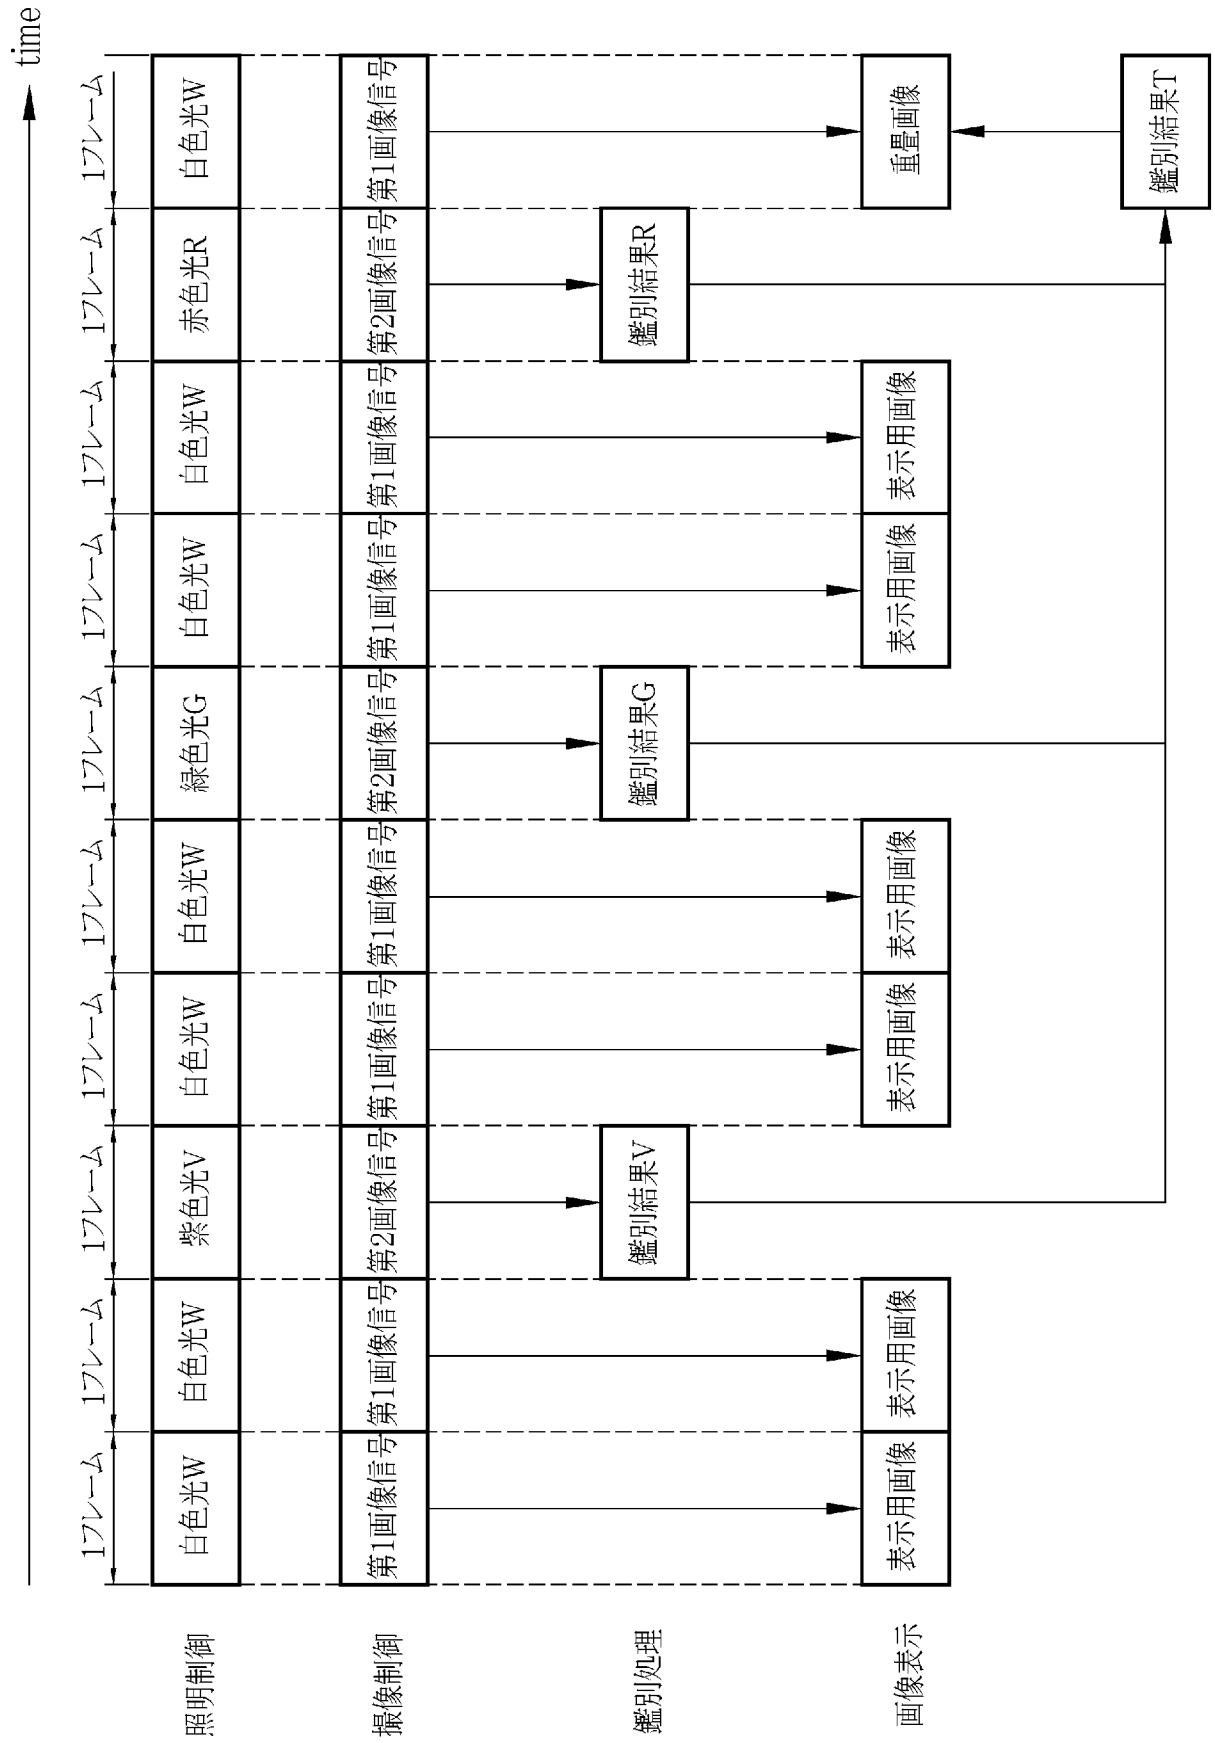 time
1フレーム
1フレーム
1フレーム
1フレーム
1フレーム
1フレーム
1フレーム
1フレーム
1フレーム
1フレーム
照明制御
白色光W
白色光W
紫色光V
白色光W
白色光W
緑色光G
白色光W
白色光W
赤色光R
白色光W
撮像制御
第1画像信号
第1画像信号
第2画像信号
第1画像信号
第1画像信号
第2画像信号
第1画像信号
第1画像信号
第2画像信号
第1画像信号
鑑別処理
鑑別結果V
鑑別結果G
鑑別結果R
画像表示
表示用画像
表示用画像
表示用画像
表示用画像
表示用画像
表示用画像
重畳画像
鑑別結果T